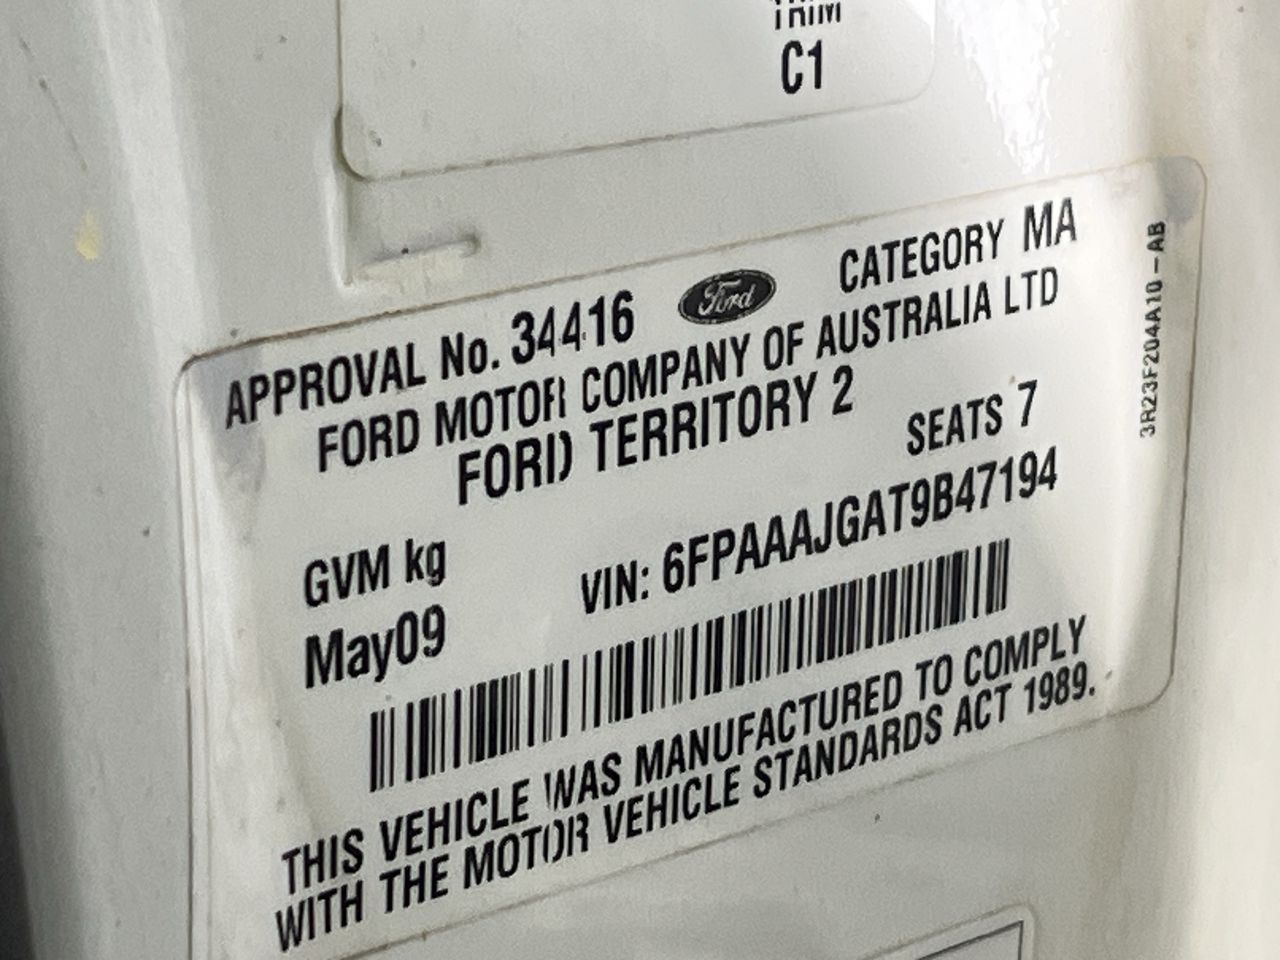 TRIM
C1
APPROVAL No. 34416 Ford CATEGORY MA
FORD MOTOR COMPANY OF AUSTRALIA LTD
FORD TERRITORY 2
SEATS 7
GVM kg
VIN: 6FPAAAJGAT9B47194
May09
THIS VEHICLE WAS MANUFACTURED TO COMPLY
WITH THE MOTOR VEHICLE STANDARDS ACT 1989.
3R23F204A10-AB